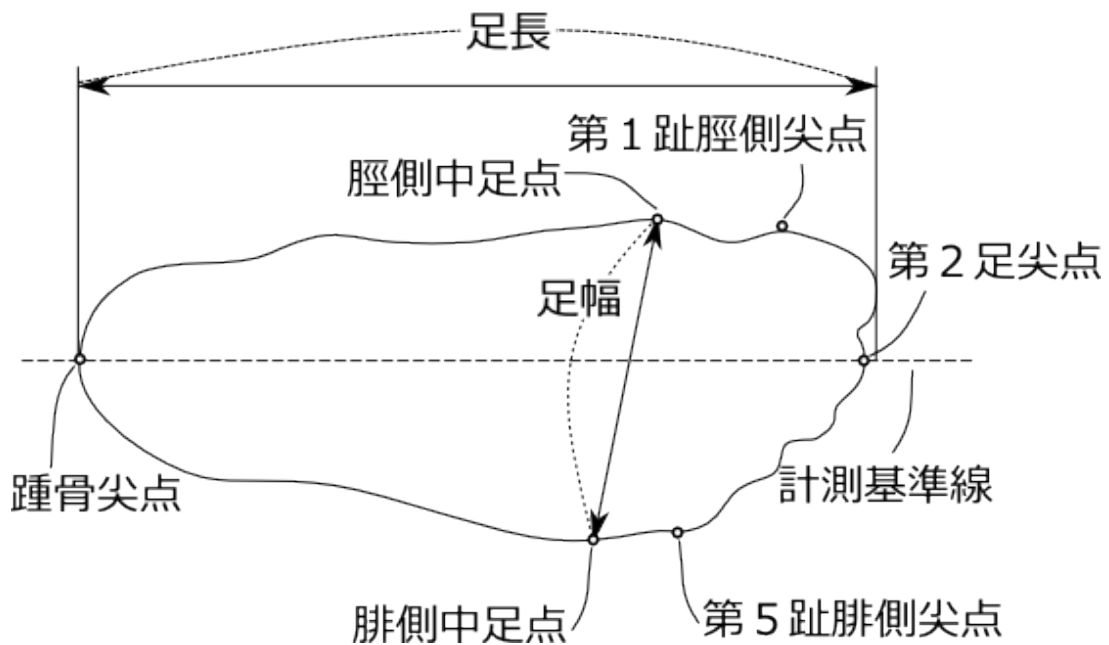 足長
第1趾脛側尖点
脛側中足点
第2足尖点
足幅
踵骨尖点
計測基準線
腓側中足点
第5趾腓側尖点